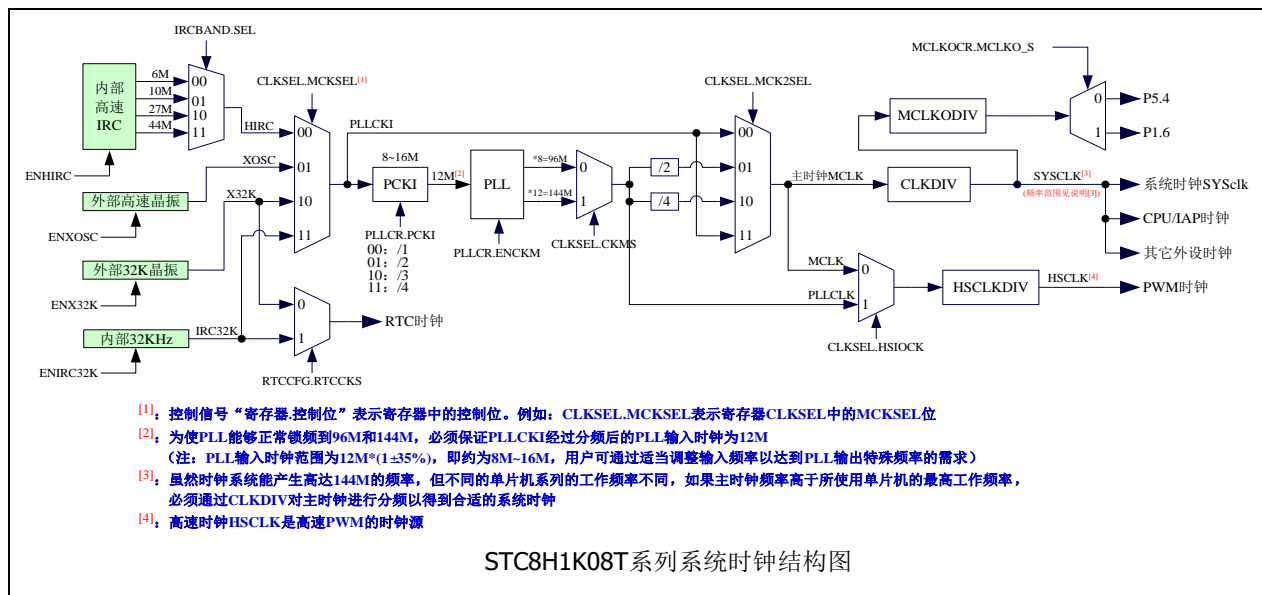 IRCBAND.SEL
MCLKOCR.MCLKO_S
内部
高速
IRC
6M
10M
27M
44M
00
01
10
11
HIRC
CLKSEL.MCKSEL[1]
00
01
10
11
ENHIRC
XOSC
外部高速晶振
ENXOSC
X32K
外部32K晶振
ENX32K
IRC32K
内部32KHz
ENIRC32K
0
1
RTC时钟
RTCCFG.RTCCKS
PLLCKI
8~16M
PCKI
12M[2]
PLLCR.PCKI
00: /1
01: /2
10: /3
11: /4
PLL
*8=96M
*12=144M
PLLCR.ENCKM
0
1
CLKSEL.CKMS
/2
/4
CLKSEL.MCK2SEL
00
01
10
11
主时钟MCLK
CLKDIV
MCLKODIV
0
1
P5.4
P1.6
SYSCLK[3]
(频率范围见说明[3])
系统时钟SYSclk
CPU/IAP时钟
其它外设时钟
MCLK
PLLCLK
0
1
CLKSEL.HSIOCK
HSCLKDIV
HSCLK[4]
PWM时钟
[1]：控制信号“寄存器.控制位”表示寄存器中的控制位。例如：CLKSEL.MCKSEL表示寄存器CLKSEL中的MCKSEL位
[2]：为使PLL能够正常锁频到96M和144M，必须保证PLLCKI经过分频后的PLL输入时钟为12M
（注：PLL输入时钟范围为12M*(1±35%)，即约为8M~16M，用户可通过适当调整输入频率以达到PLL输出特殊频率的需求）
[3]：虽然时钟系统能产生高达144M的频率，但不同的单片机系列的工作频率不同，如果主时钟频率高于所使用单片机的最高工作频率，
必须通过CLKDIV对主时钟进行分频以得到合适的系统时钟
[4]：高速时钟HSCLK是高速PWM的时钟源
STC8H1K08T系列系统时钟结构图